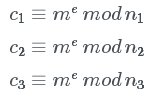 c₁ ≡ mᵉ mod n₁
c₂ ≡ mᵉ mod n₂
c₃ ≡ mᵉ mod n₃